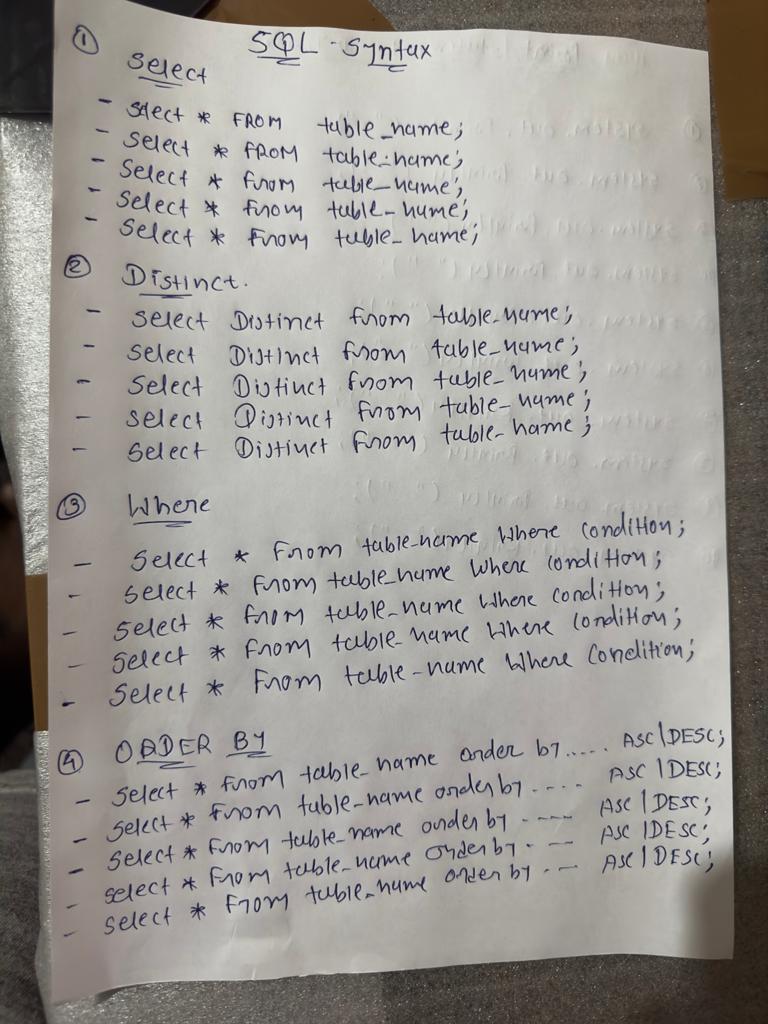 SQL - Syntax
① Select
- Select * FROM table_name;
- Select * FROM table_name;
- Select * from table_name;
- Select * from table_name;
- Select * from table_name;
② Distinct.
- Select Distinct from table_name;
- Select Distinct from table_name;
- Select Distinct from table_name;
- Select Distinct from table_name;
- Select Distinct from table_name;
③ Where
- Select * from table_name Where Condition;
- Select * from table_name Where Condition;
- Select * from table_name Where Condition;
- Select * from table_name Where Condition;
- Select * From table_name Where Condition;
④ ORDER BY
- Select * from table_name order by ..... ASC|DESC;
- Select * from table_name order by .... ASC|DESC;
- Select * from table_name order by ---- ASC|DESC;
- select * from table_name order by . -- ASC|DESC;
- Select * from table_name order by . -- ASC|DESC;